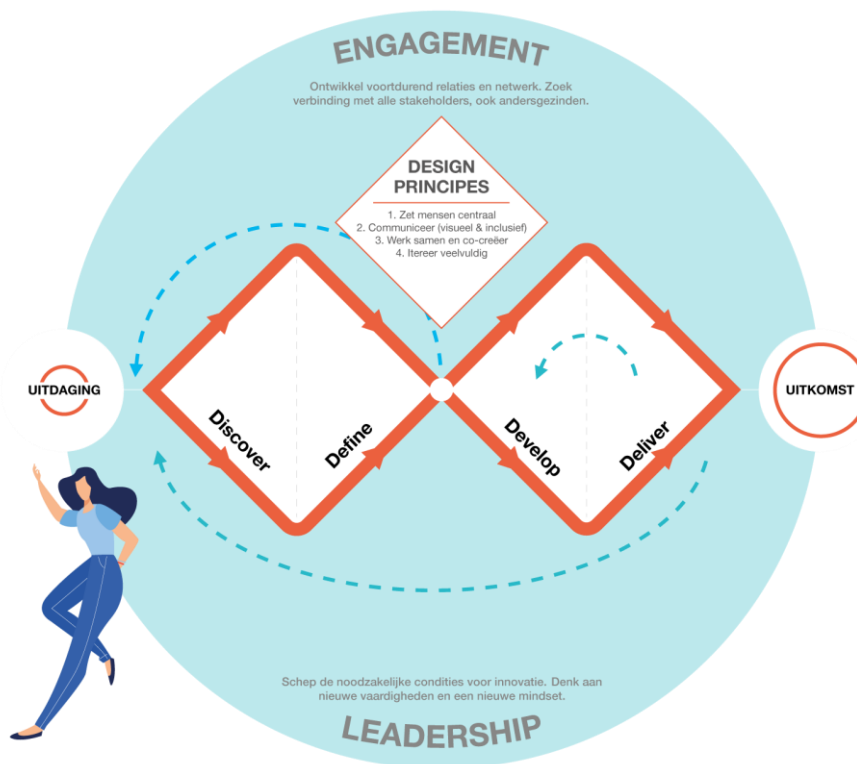 ENGAGEMENT
Ontwikkel voortdurend relaties en netwerk. Zoek
verbinding met alle stakeholders, ook andersgezinden.
DESIGN
PRINCIPES
1. Zet mensen centraal
2. Communiceer (visueel & inclusief)
3. Werk samen en co-creëer
4. Itereer veelvuldig
UITDAGING
UITKOMST
Discover
Define
Develop
Deliver
Schep de noodzakelijke condities voor innovatie. Denk aan
nieuwe vaardigheden en een nieuwe mindset.
LEADERSHIP